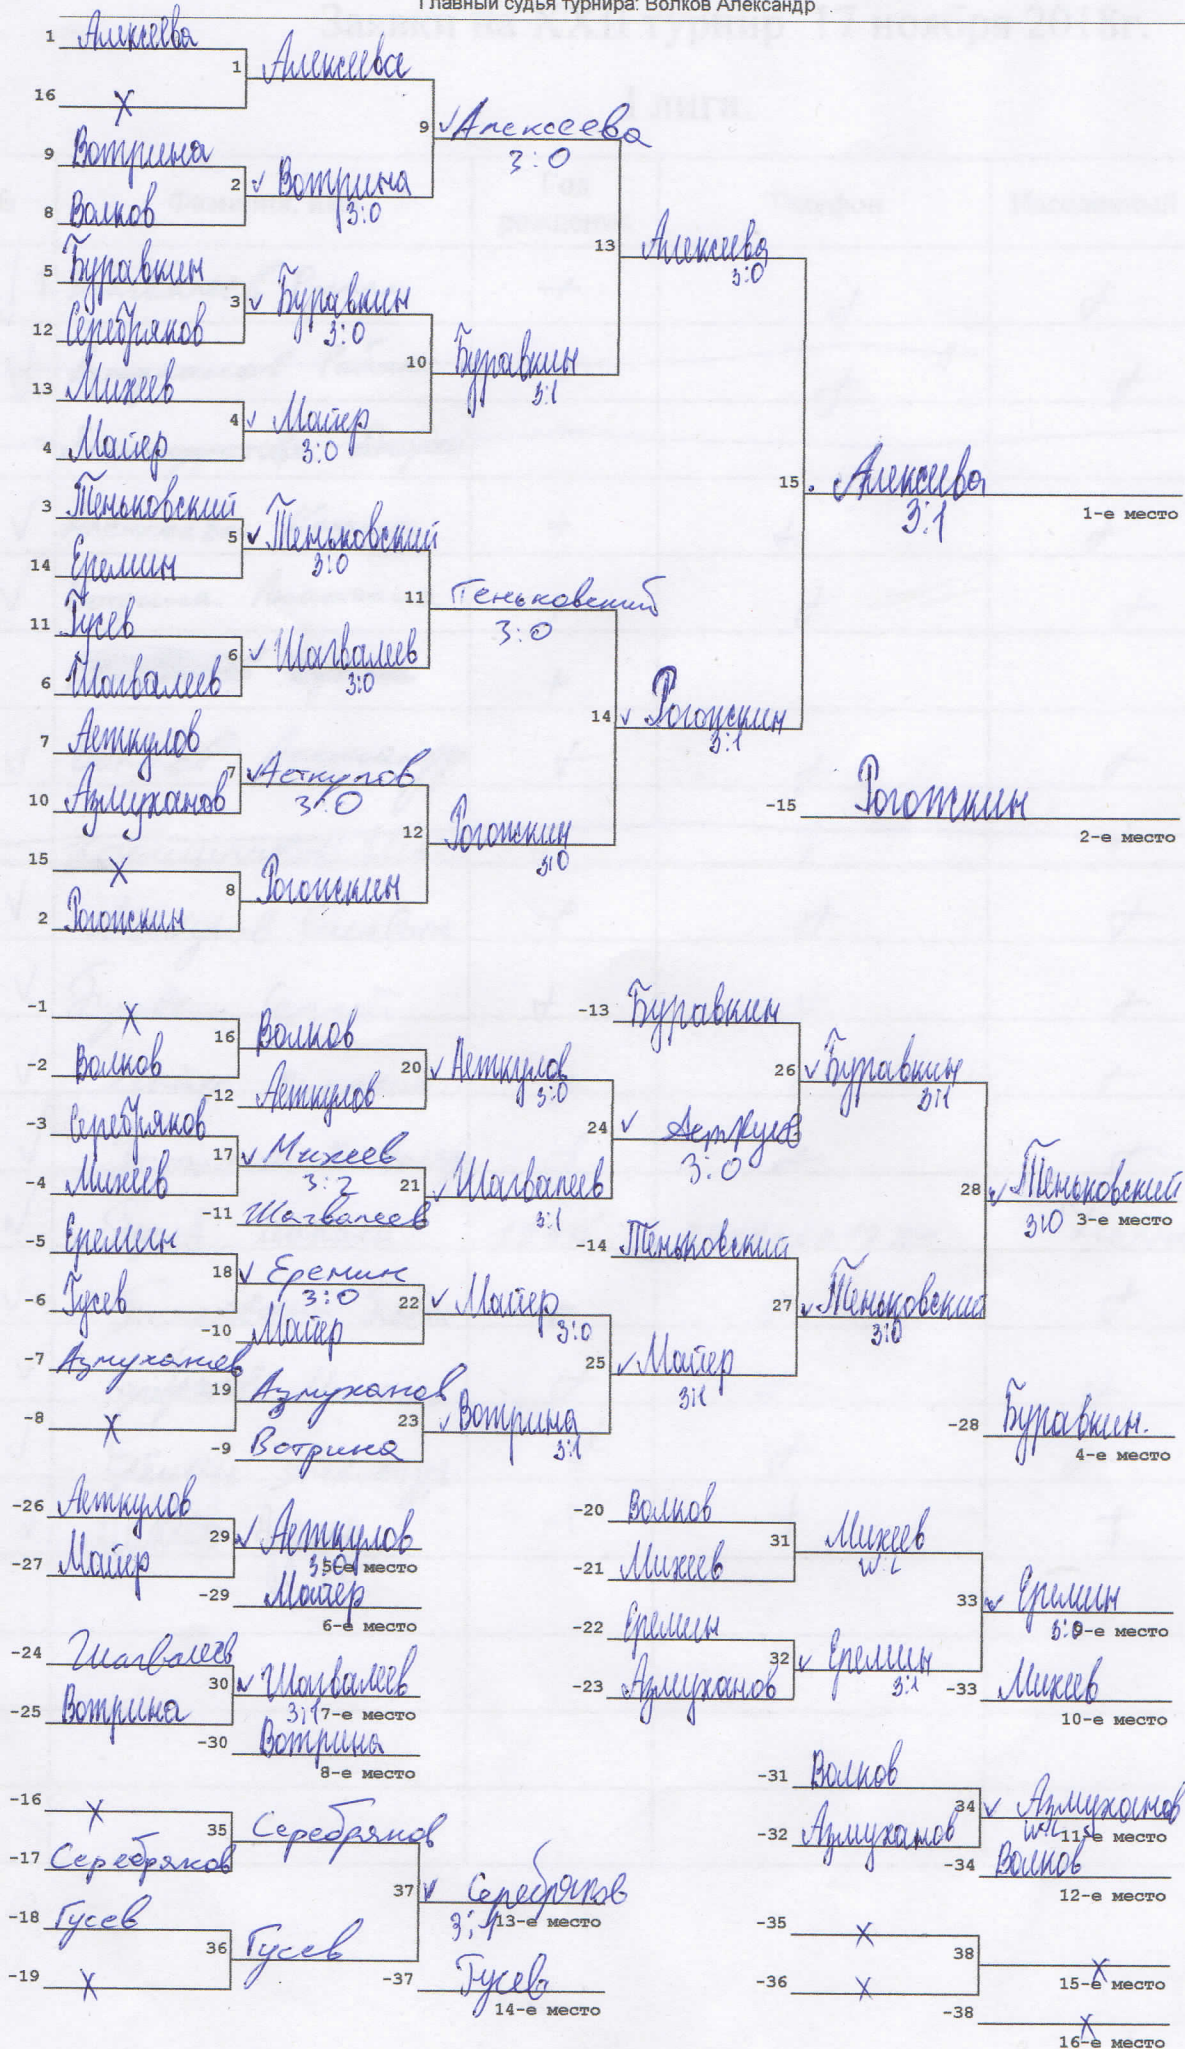 Главный судья турнира: Волков Александр
1 Алексеева
1 Алексеева
16 X
9 ✓ Алексеева
3:0
9 Вотрина
2 ✓ Вотрина
3:0
8 Волков
13 Алексеева
3:0
5 Буравкин
3 ✓ Буравкин
3:0
12 Серебряков
10 Буравкин
3:1
13 Михеев
4 ✓ Майер
3:0
4 Майер
15 Алексеева
3:1
1-е место
3 Теньковский
5 ✓ Теньковский
3:0
14 Еремин
11 Теньковский
3:0
11 Гусев
6 ✓ Шагвалеев
3:0
6 Шагвалеев
14 ✓ Рогожкин
3:1
7 Аеткулов
7 ✓ Аеткулов
3:0
10 Азмуханов
-15 Рогожкин
2-е место
12 Рогожкин
3:0
15 X
8 Рогожкин
2 Рогожкин
-1 X
16 Волков
-2 Волков
-13 Буравкин
20 ✓ Аеткулов
3:0
-12 Аеткулов
26 ✓ Буравкин
3:1
-3 Серебряков
17 ✓ Михеев
3:2
-4 Михеев
24 ✓ Аеткулов
3:0
21 ✓ Шагвалеев
3:1
-11 Шагвалеев
28 ✓ Теньковский
3:0
3-е место
-5 Еремин
18 ✓ Еремин
3:0
-6 Гусев
-14 Теньковский
22 ✓ Майер
3:0
-10 Майер
27 ✓ Теньковский
3:0
-7 Азмуханов
19 Азмуханов
-8 X
25 ✓ Майер
3:1
23 ✓ Вотрина
3:1
-9 Вотрина
-28 Буравкин.
4-е место
-26 Аеткулов
29 ✓ Аеткулов
3:0
5-е место
-27 Майер
-29 Майер
6-е место
-20 Волков
31 Михеев
w:l
-21 Михеев
33 ✓ Еремин
3:0
9-е место
-22 Еремин
32 ✓ Еремин
3:1
-23 Азмуханов
-33 Михеев
10-е место
-24 Шагвалеев
30 ✓ Шагвалеев
3:1
7-е место
-25 Вотрина
-30 Вотрина
8-е место
-31 Волков
34 ✓ Азмуханов
w:l
11-е место
-32 Азмуханов
-34 Волков
12-е место
-16 X
35 Серебряков
-17 Серебряков
37 ✓ Серебряков
3:1
13-е место
-18 Гусев
36 Гусев
-19 X
-37 Гусев
14-е место
-35 X
38 X
15-е место
-36 X
-38 X
16-е место